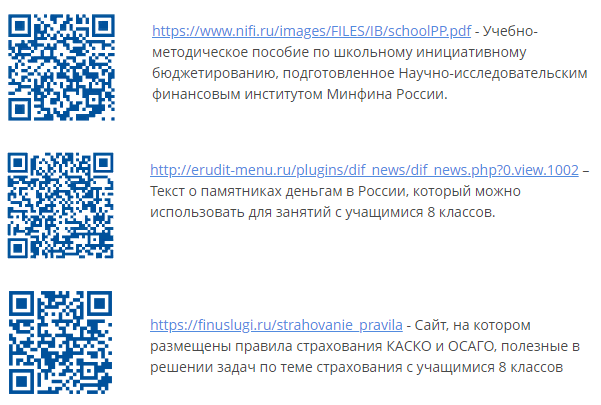 https://www.nifi.ru/images/FILES/IB/schoolPP.pdf - Учебно-
методическое пособие по школьному инициативному
бюджетированию, подготовленное Научно-исследовательским
финансовым институтом Минфина России.
http://erudit-menu.ru/plugins/dif_news/dif_news.php?0.view.1002 –
Текст о памятниках деньгам в России, который можно
использовать для занятий с учащимися 8 классов.
https://finuslugi.ru/strahovanie_pravila - Сайт, на котором
размещены правила страхования КАСКО и ОСАГО, полезные в
решении задач по теме страхования с учащимися 8 классов